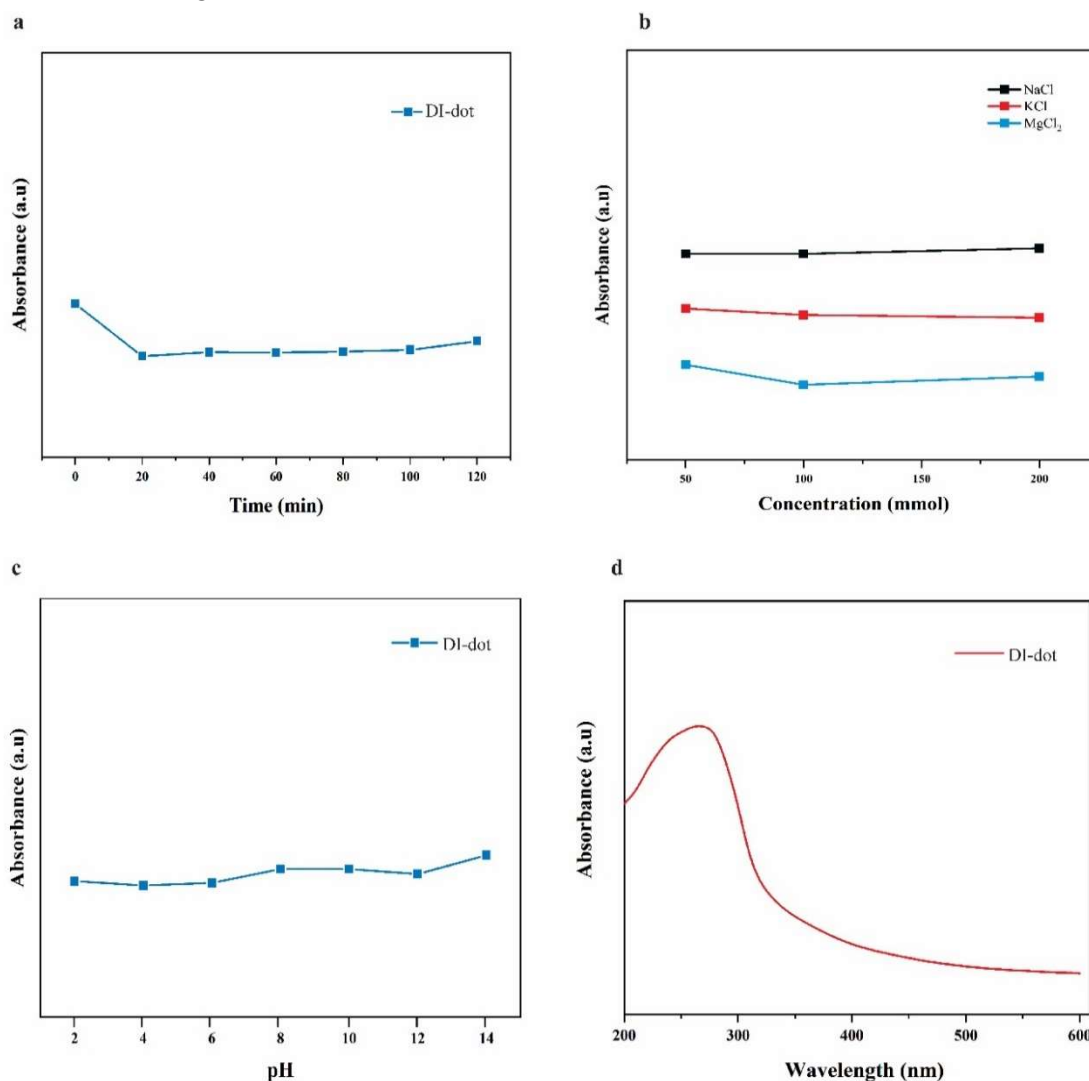 a
DI-dot
Absorbance (a.u)
0 20 40 60 80 100 120
Time (min)
b
NaCl
KCl
MgCl₂
Absorbance (a.u)
50 100 150 200
Concentration (mmol)
c
DI-dot
Absorbance (a.u)
2 4 6 8 10 12 14
pH
d
DI-dot
Absorbance (a.u)
200 300 400 500 600
Wavelength (nm)